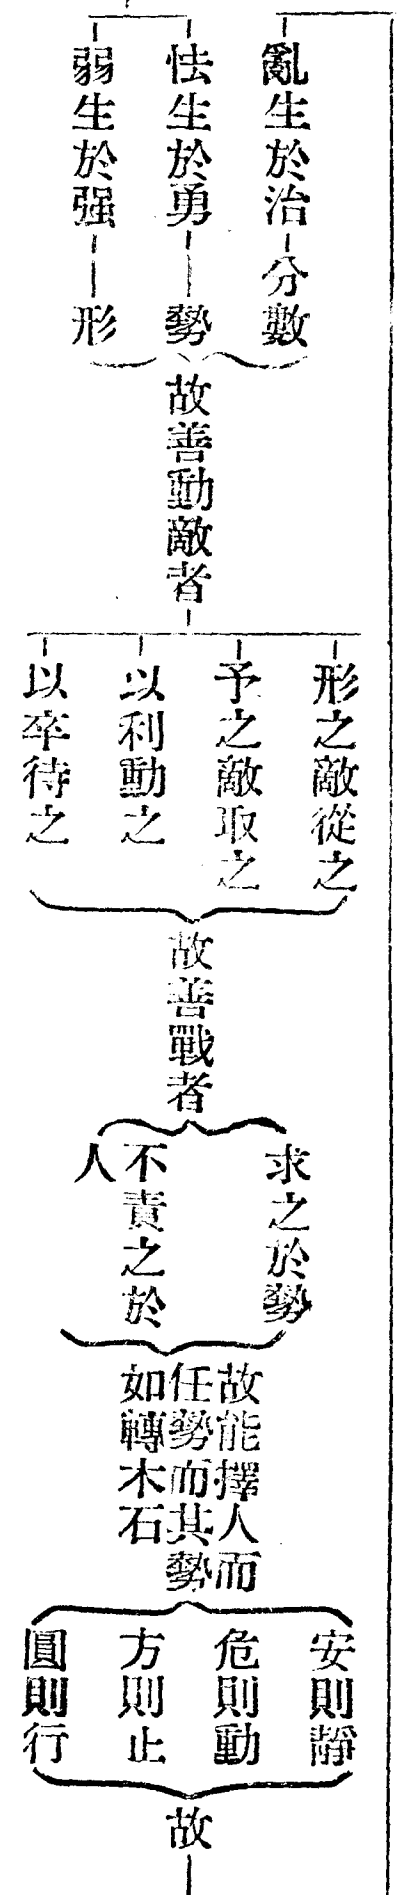 亂生於治
分數
怯生於勇
勢
弱生於强
形
故善動敵者
形之敵從之
予之敵取之
以利動之
以卒待之
故善戰者
求之於勢
不責之於
人
故能擇人而
任勢而其勢
如轉木石
安則靜
危則動
方則止
圓則行
故